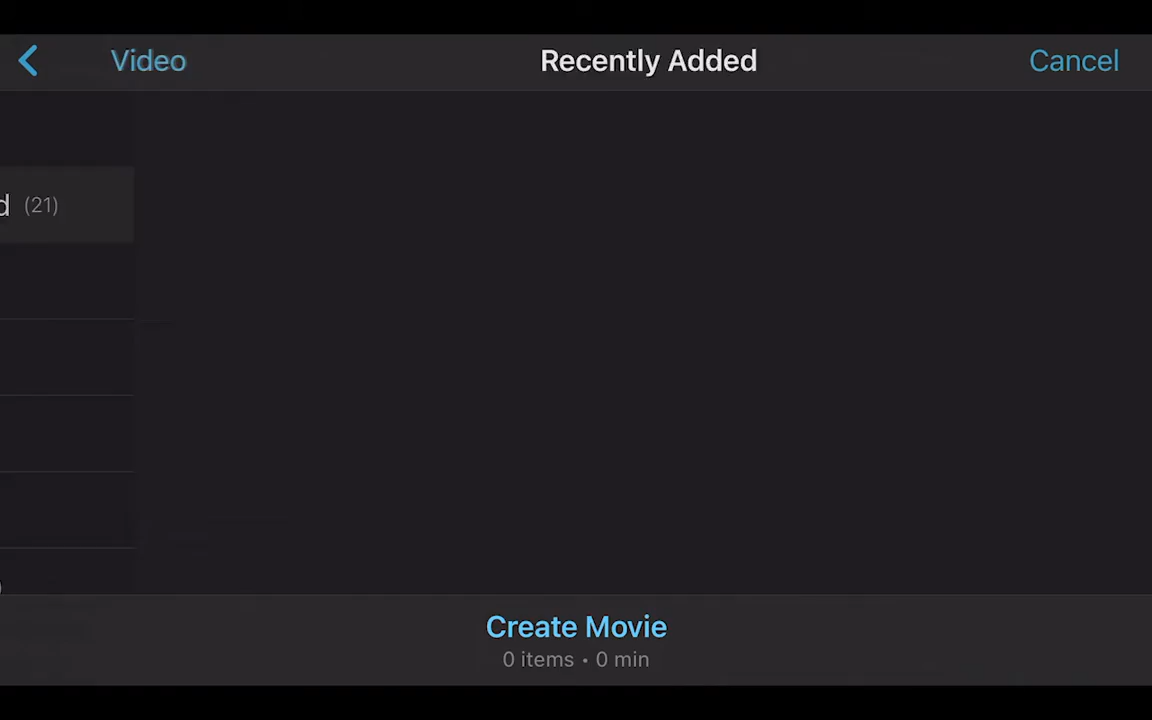 Video
Recently Added
Cancel
(21)
Create Movie
0 items • 0 min